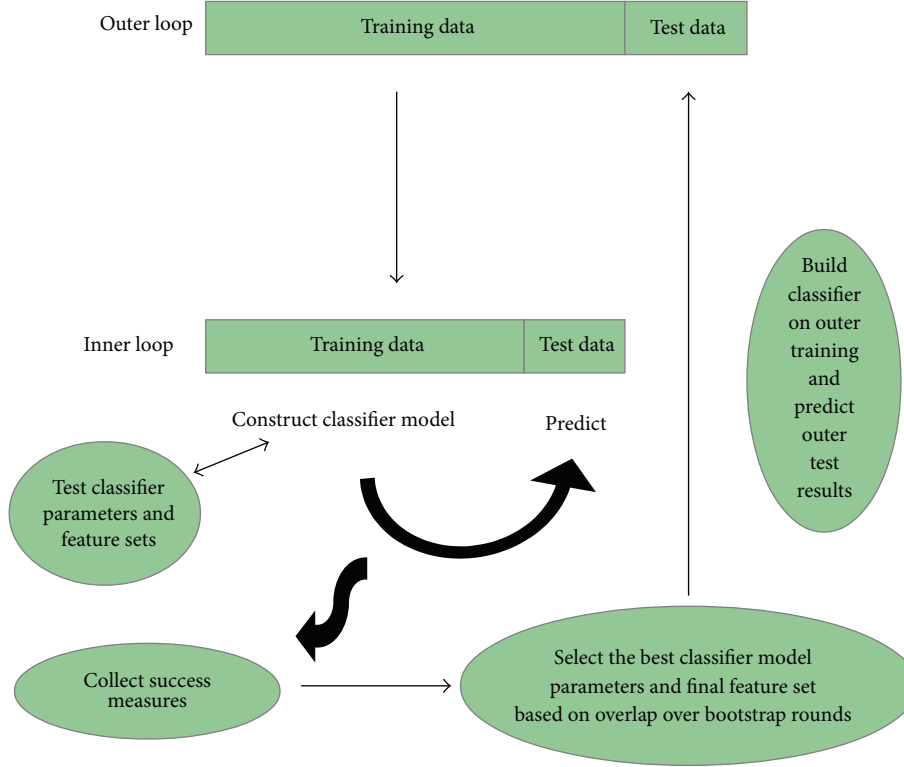 Outer loop
Training data
Test data
Inner loop
Training data
Test data
Construct classifier model
Predict
Test classifier
parameters and
feature sets
Build
classifier
on outer
training
and
predict
outer
test
results
Collect success
measures
Select the best classifier model
parameters and final feature set
based on overlap over bootstrap rounds